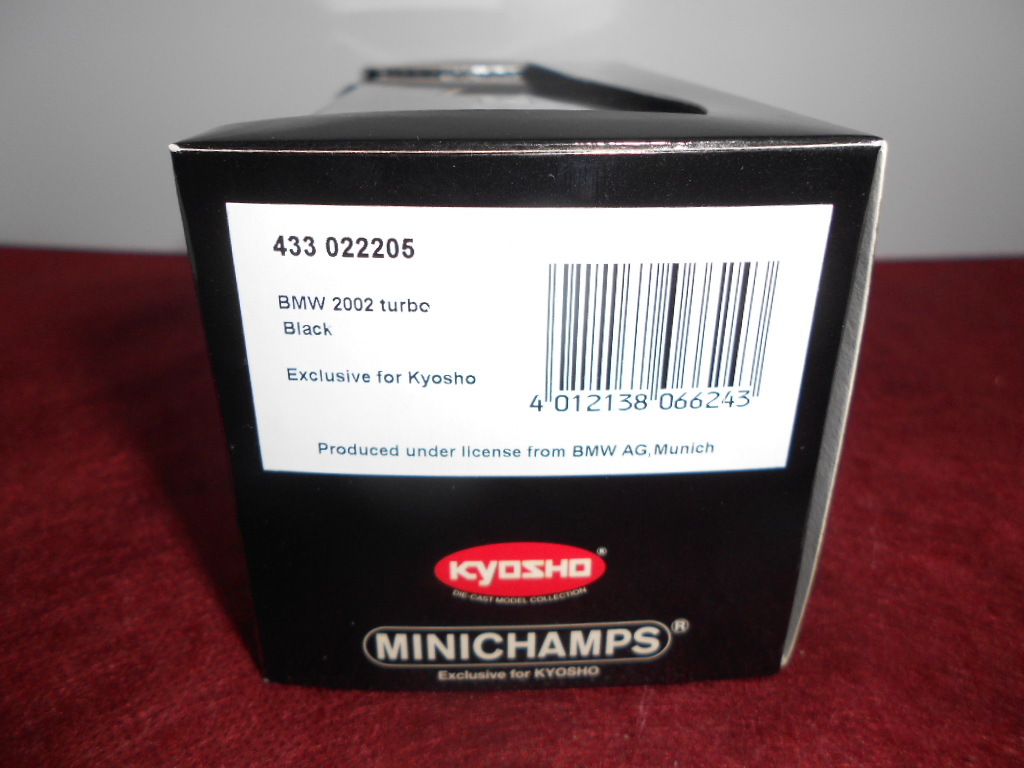 433 022205
BMW 2002 turbo
Black
Exclusive for Kyosho
4 012138 066243
Produced under license from BMW AG, Munich
KYOSHO®
DIE-CAST MODEL COLLECTION
MINICHAMPS®
Exclusive for KYOSHO